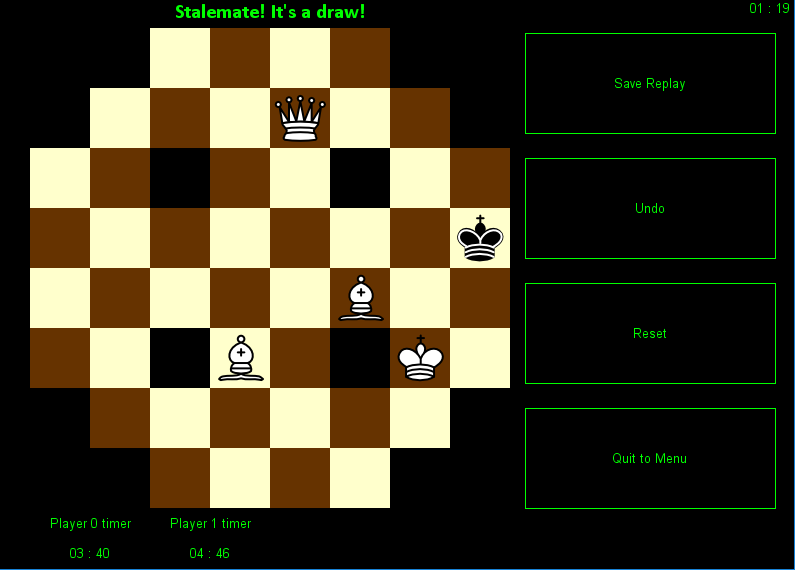 Stalemate! It's a draw!
01 : 19
Save Replay
Undo
Reset
Quit to Menu
Player 0 timer
Player 1 timer
03 : 40
04 : 46